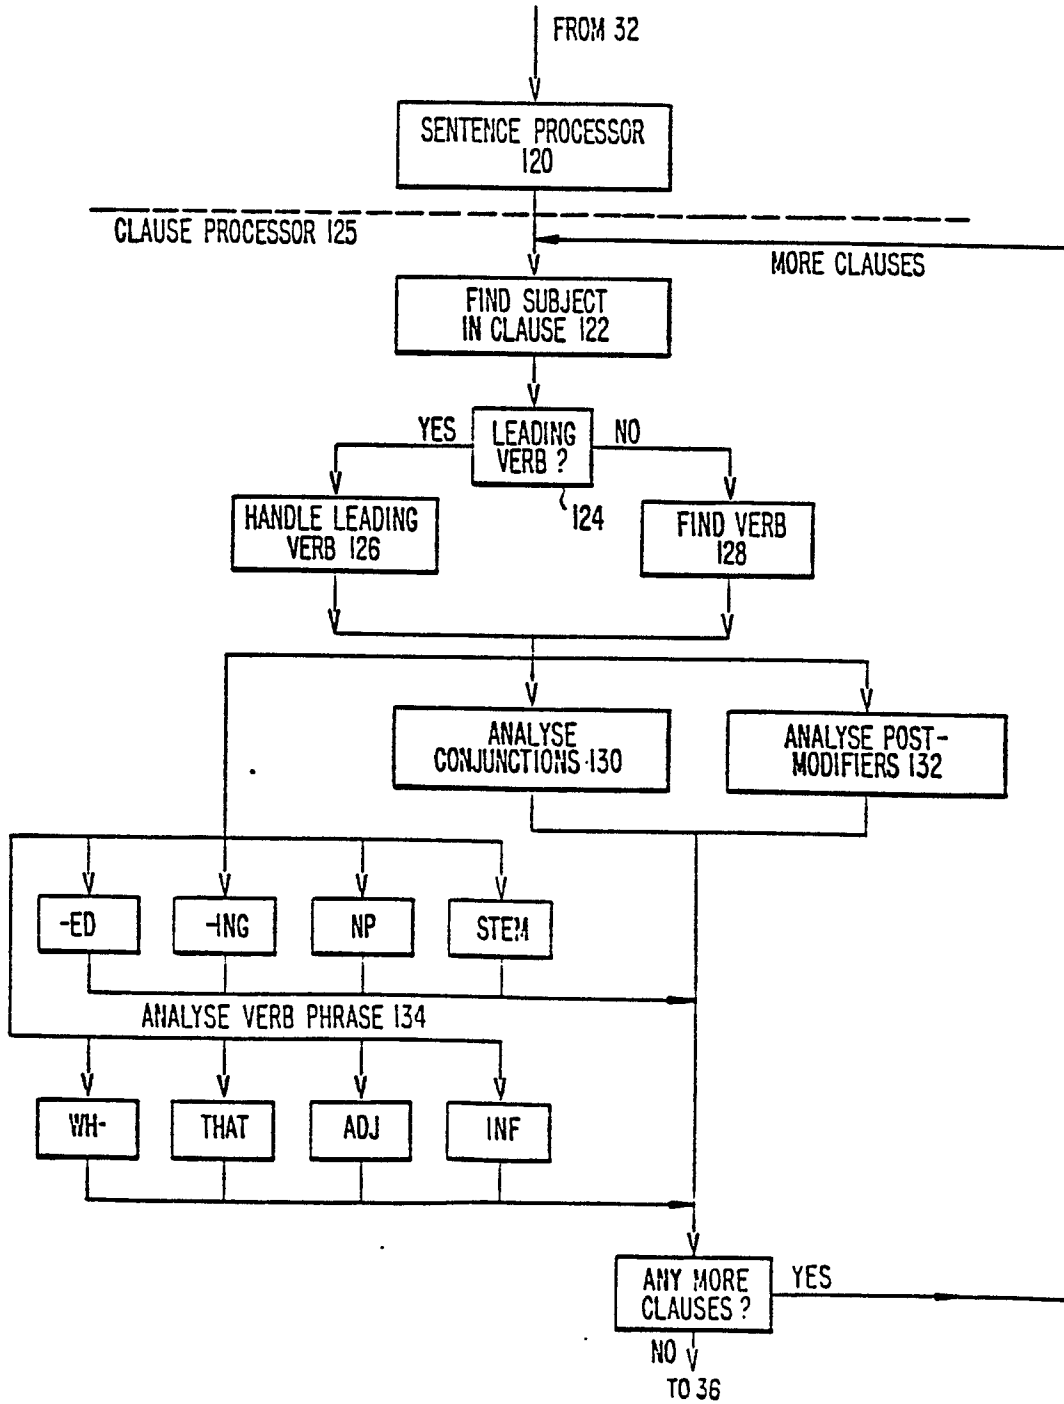 FROM 32
SENTENCE PROCESSOR
120
CLAUSE PROCESSOR 125
MORE CLAUSES
FIND SUBJECT
IN CLAUSE 122
YES
LEADING
VERB ?
NO
124
HANDLE LEADING
VERB 126
FIND VERB
128
ANALYSE
CONJUNCTIONS 130
ANALYSE POST-
MODIFIERS 132
-ED
-ING
NP
STEM
ANALYSE VERB PHRASE 134
WH-
THAT
ADJ
INF
ANY MORE
CLAUSES ?
YES
NO
TO 36